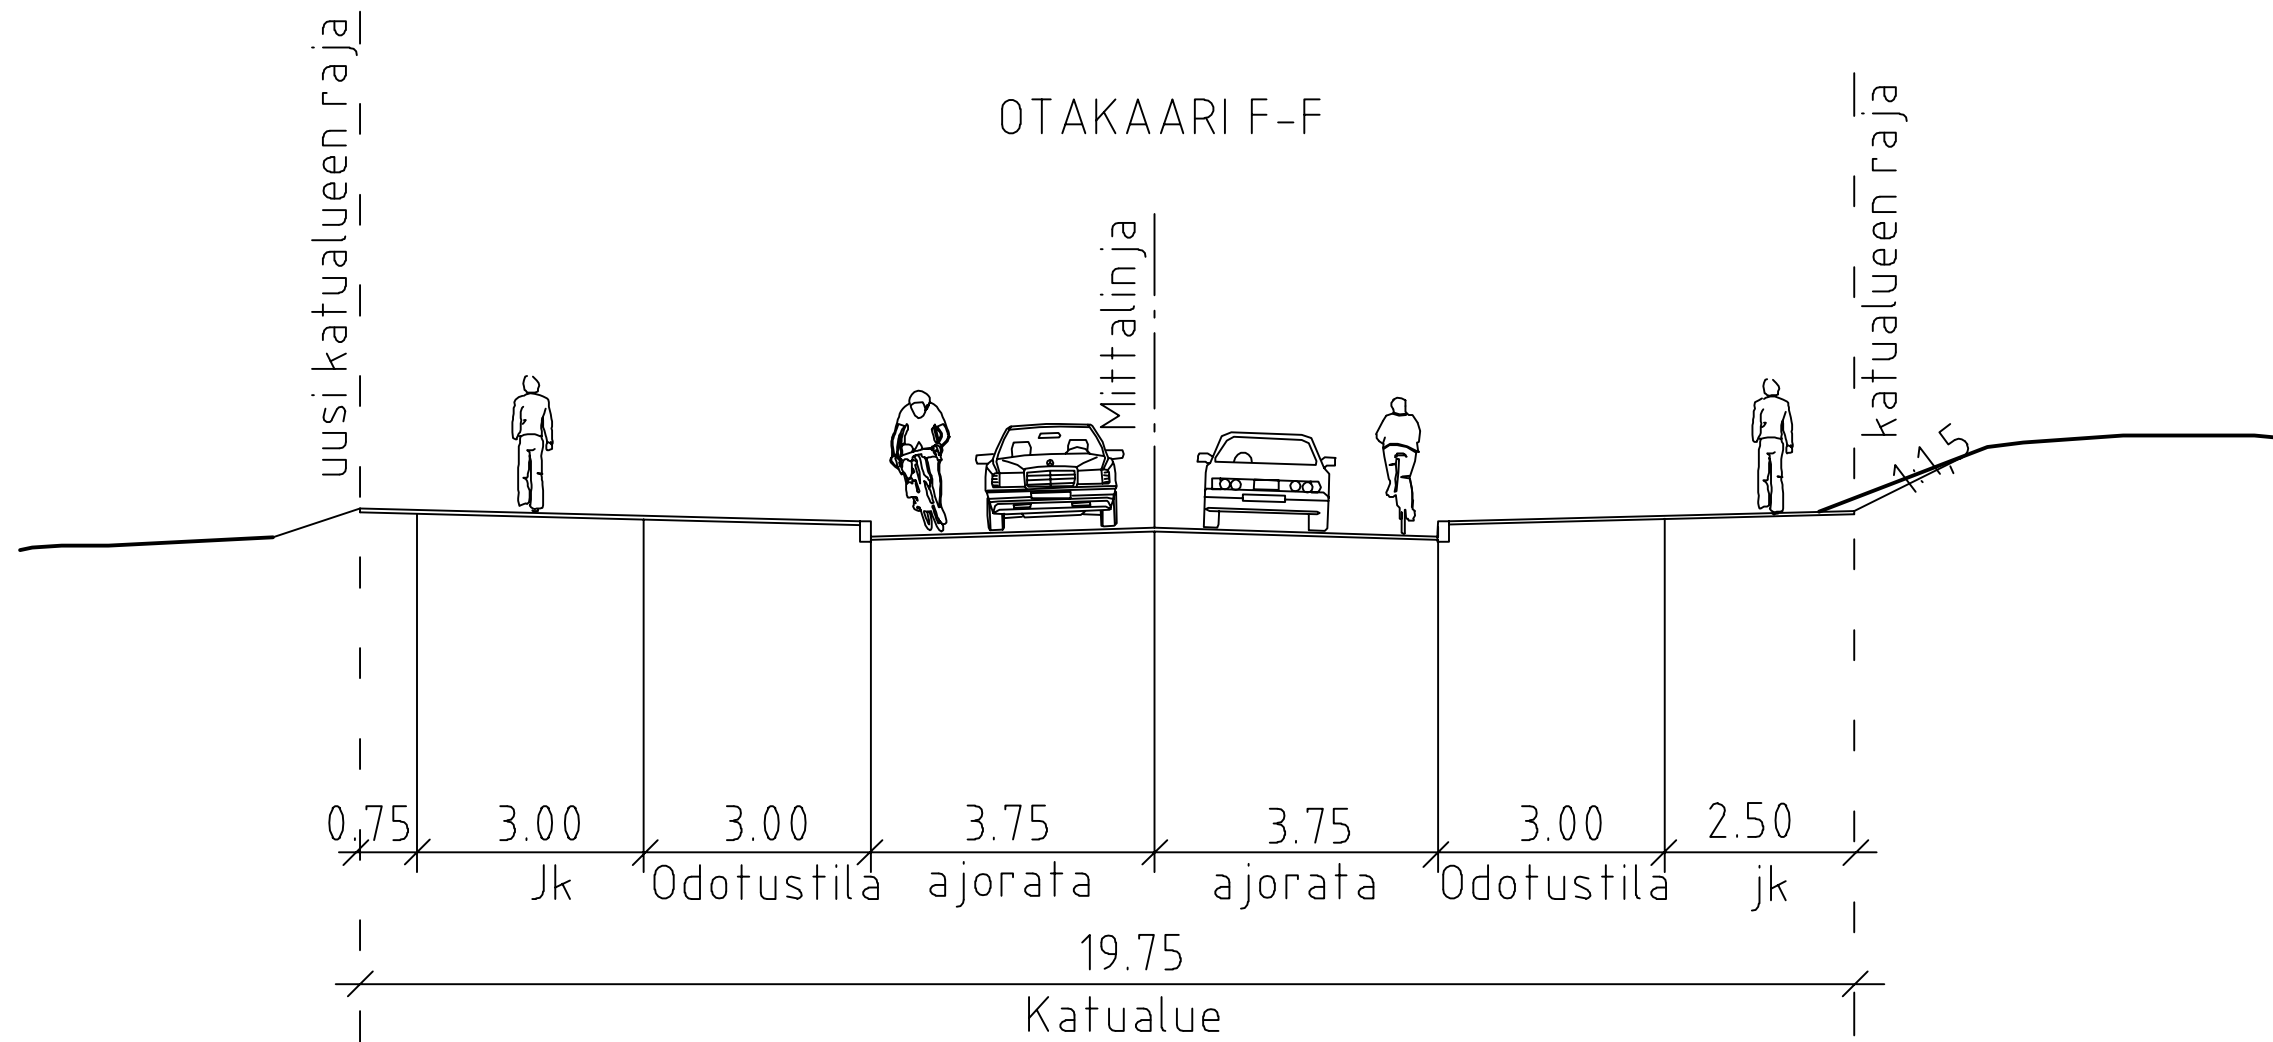 OTAKAARI F-F
uusi katualueen raja
Mittalinja
katualueen raja
1:1,5
0.75 3.00 3.00 3.75 3.75 3.00 2.50
Jk Odotustila ajorata ajorata Odotustila jk
19.75
Katualue